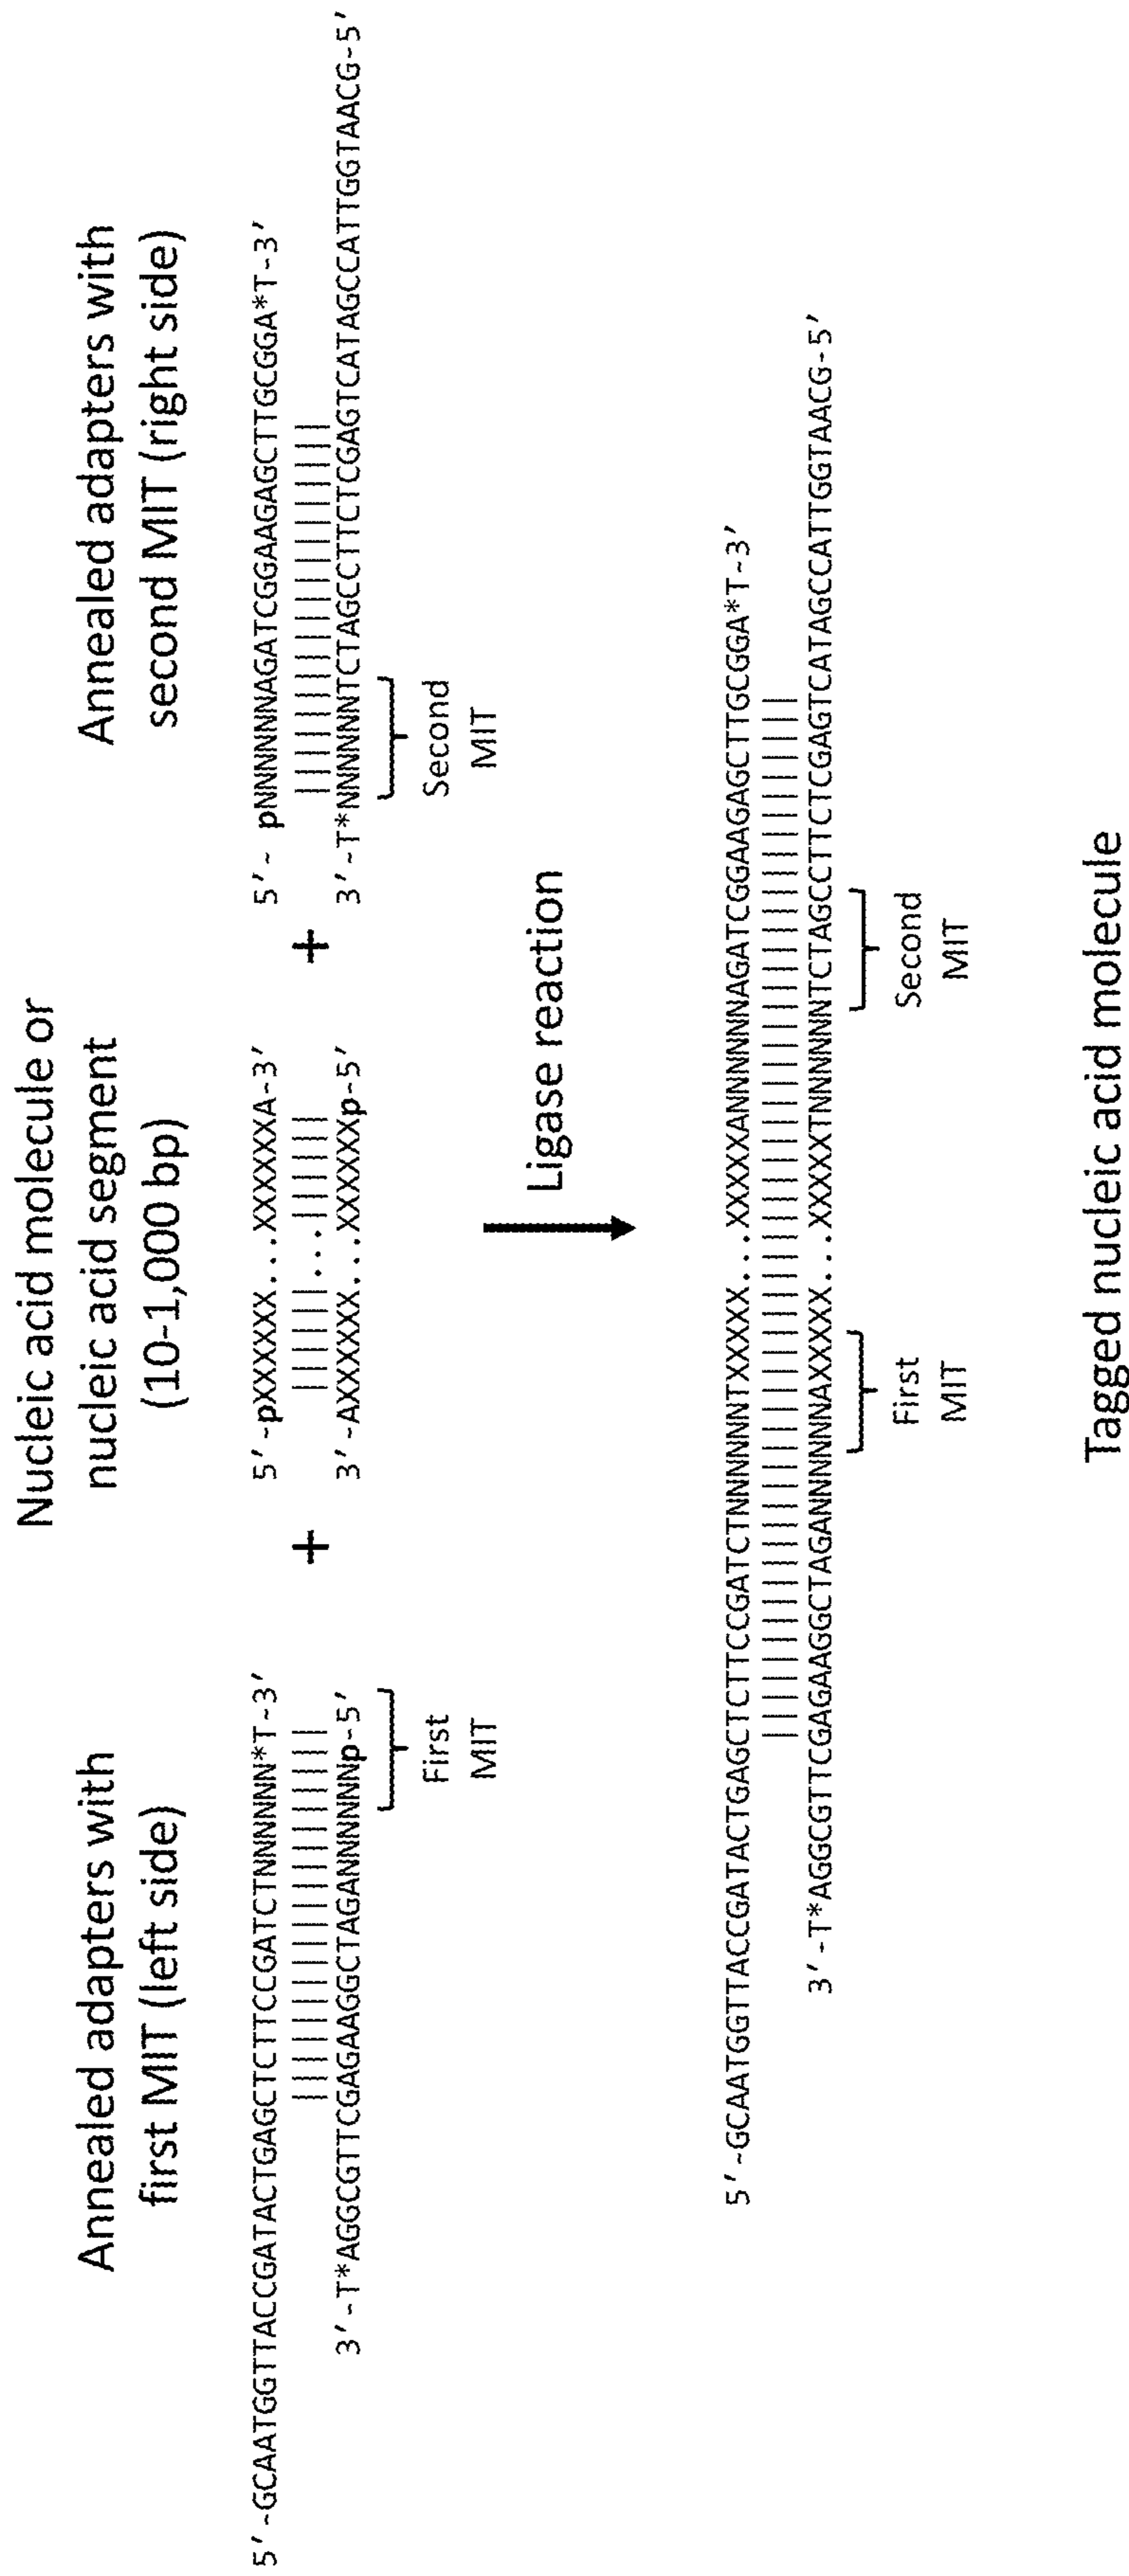 Annealed adapters with
first MIT (left side)
Nucleic acid molecule or
nucleic acid segment
(10-1,000 bp)
Annealed adapters with
second MIT (right side)
5'-GCAATGGTTACCGATACTGAGCTCTTCCGATCTNNNNNN*T-3'
3'-T*AGGCGTTCGAGAAGGCTAGANNNNNNp-5'
First
MIT
+
5'-pXXXXXX...XXXXXXA-3'
3'-AXXXXXX...XXXXXXp-5'
+
5'- pNNNNNNAGATCGGAAGAGCTTGCGGA*T-3'
3'-T*NNNNNNTCTAGCCTTCTCGAGTCATAGCCATTGGTAACG-5'
Second
MIT
Ligase reaction
5'-GCAATGGTTACCGATACTGAGCTCTTCCGATCTNNNNNNTXXXXX...XXXXXANNNNNNAGATCGGAAGAGCTTGCGGA*T-3'
3'-T*AGGCGTTCGAGAAGGCTAGANNNNNNAXXXXX...XXXXXTNNNNNNTCTAGCCTTCTCGAGTCATAGCCATTGGTAACG-5'
First
MIT
Second
MIT
Tagged nucleic acid molecule